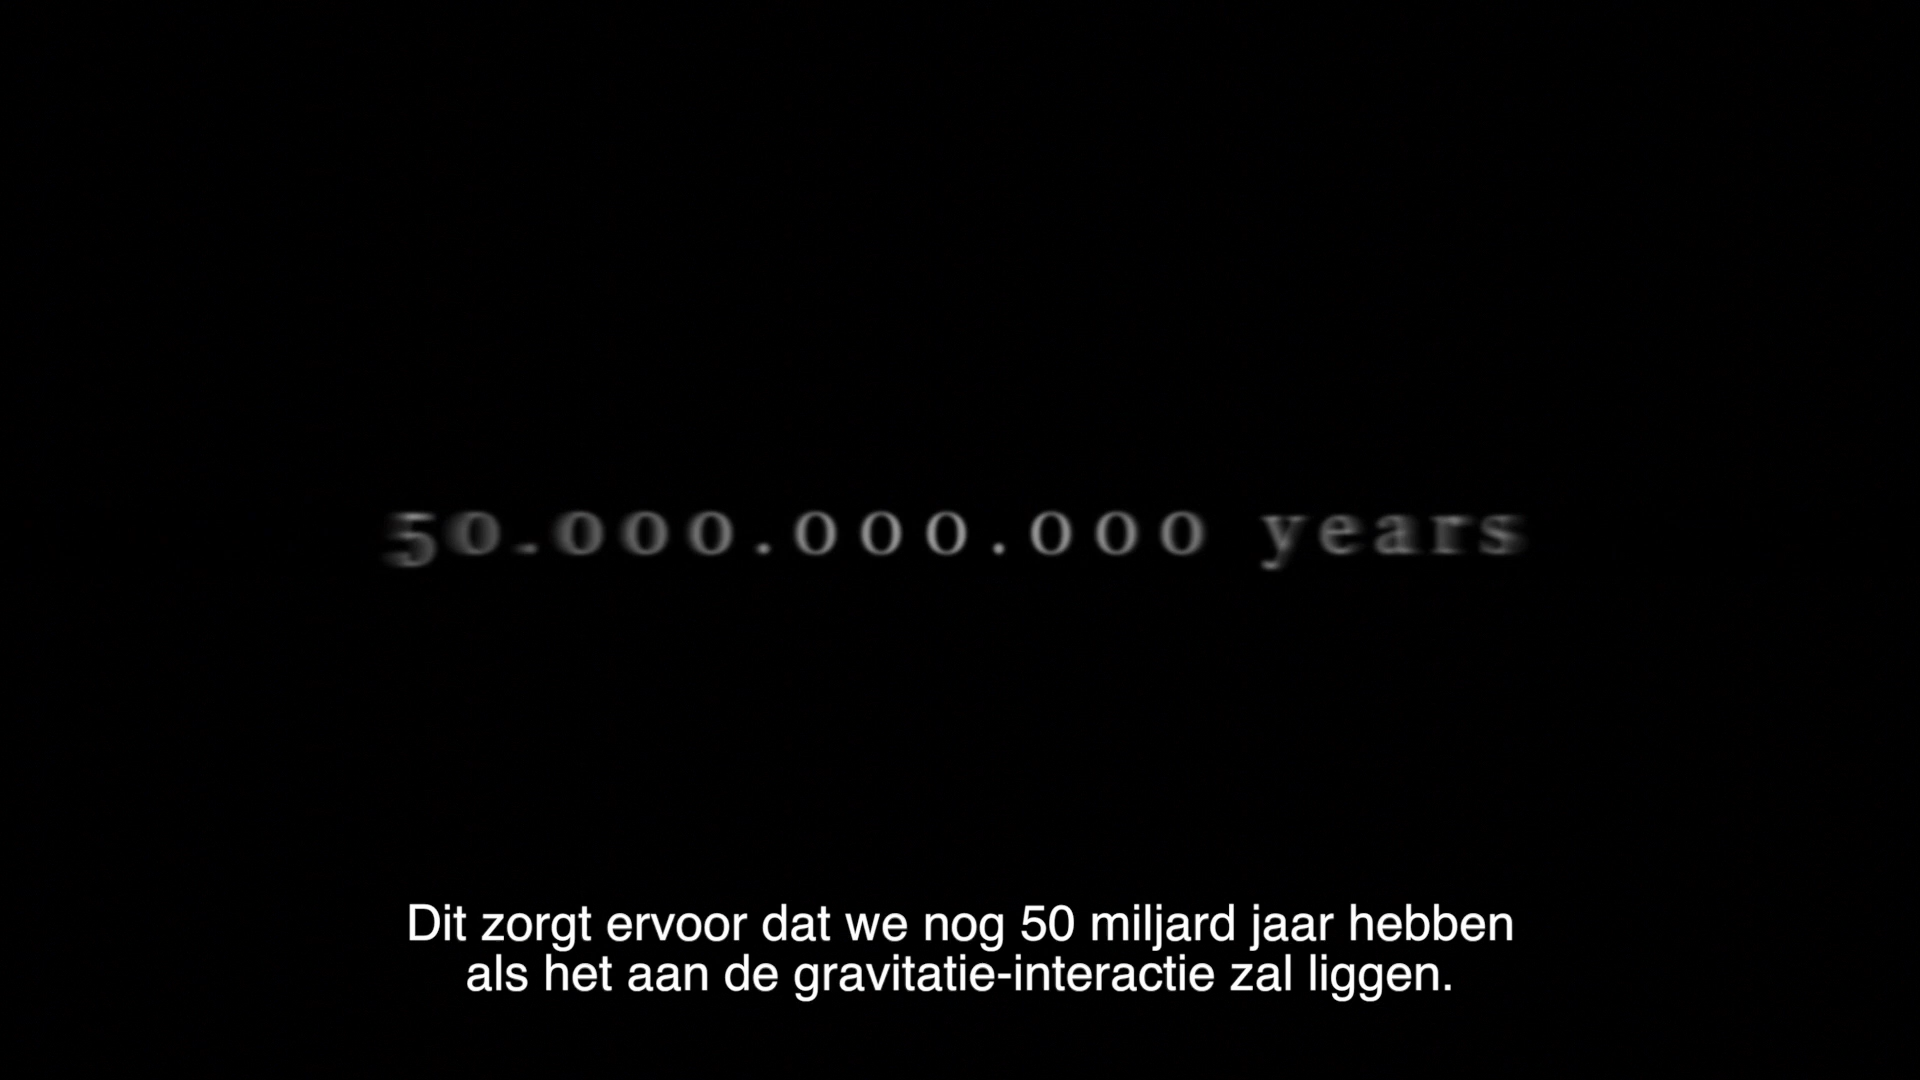 50.000.000.000 years
Dit zorgt ervoor dat we nog 50 miljard jaar hebben
als het aan de gravitatie-interactie zal liggen.